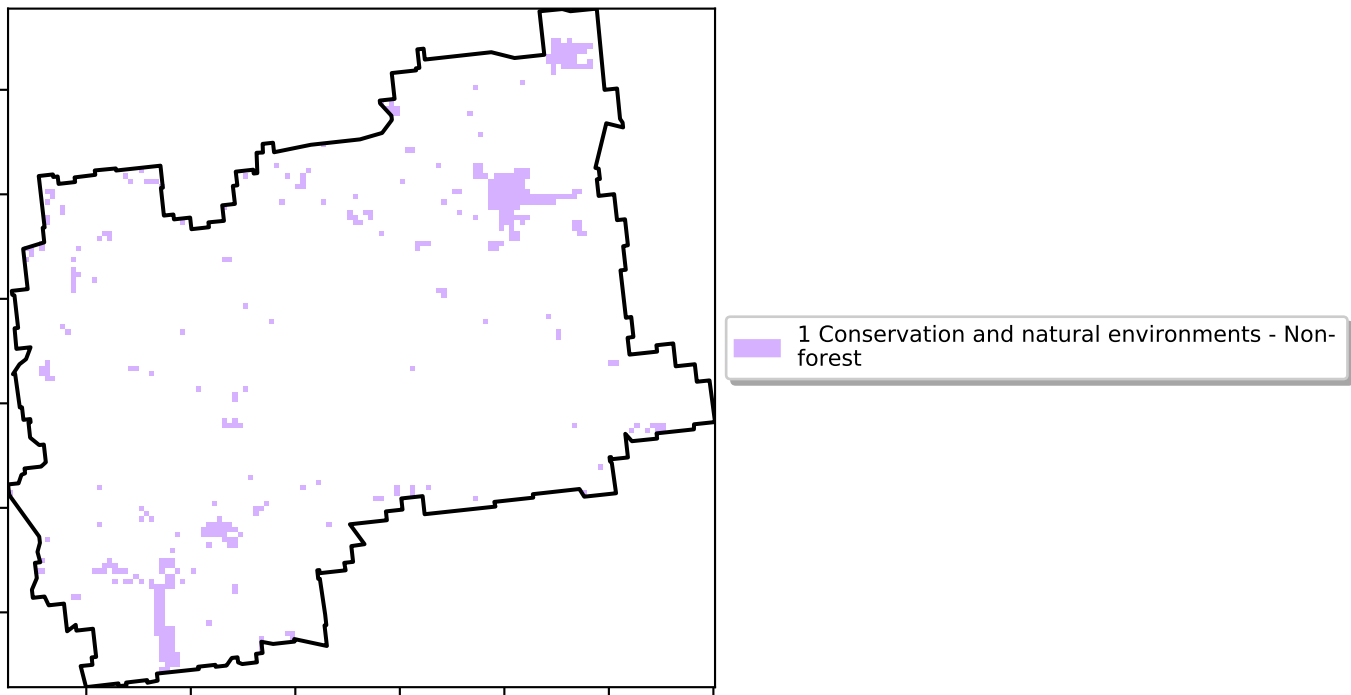 1 Conservation and natural environments - Non-
forest